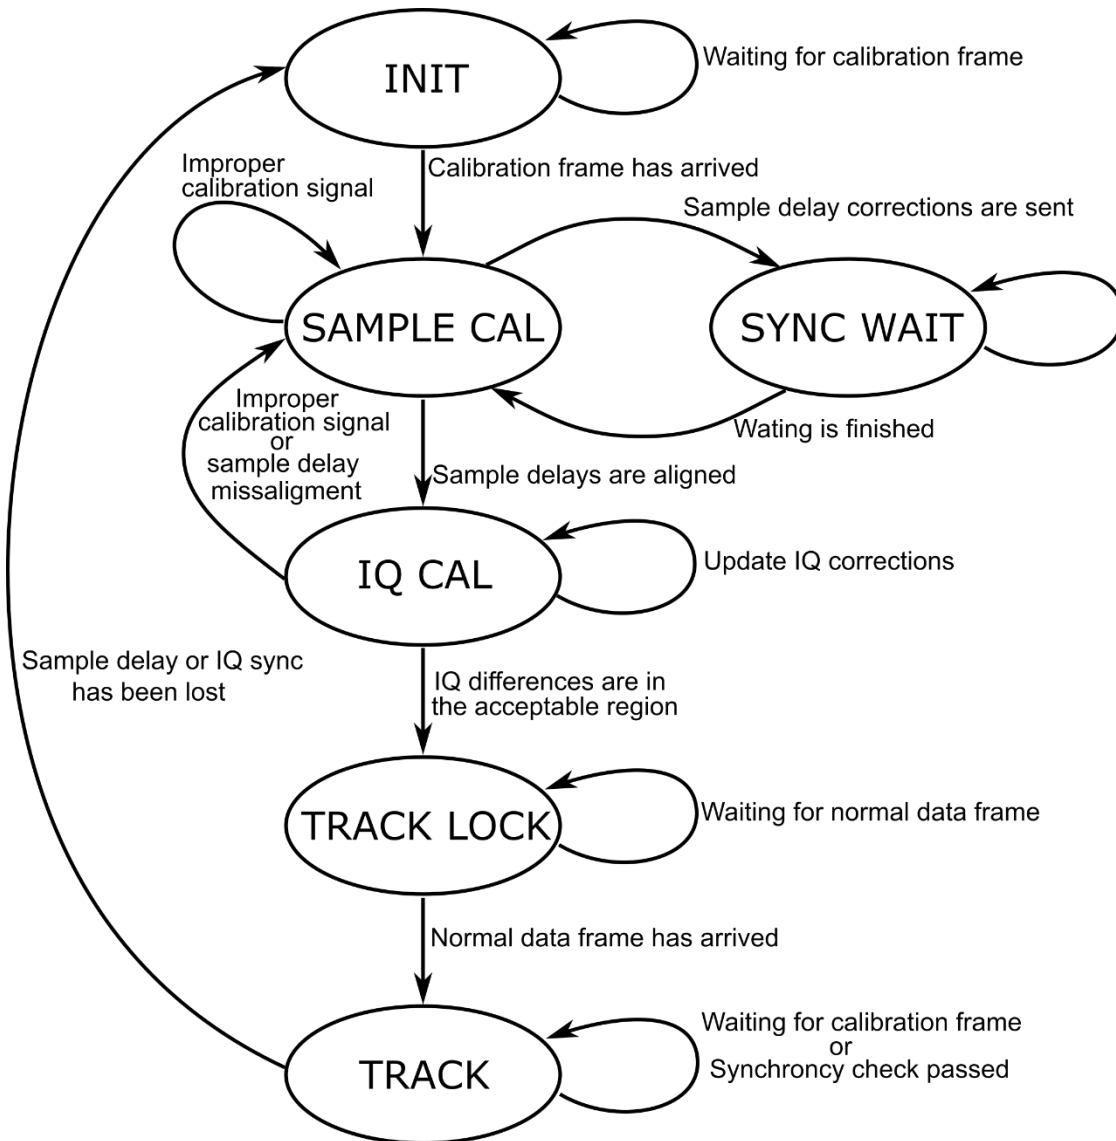 INIT
Waiting for calibration frame
Improper
calibration signal
Calibration frame has arrived
Sample delay corrections are sent
SAMPLE CAL
SYNC WAIT
Improper
calibration signal
or
sample delay
missaligment
Wating is finished
Sample delays are aligned
IQ CAL
Update IQ corrections
Sample delay or IQ sync
has been lost
IQ differences are in
the acceptable region
TRACK LOCK
Waiting for normal data frame
Normal data frame has arrived
TRACK
Waiting for calibration frame
or
Synchroncy check passed